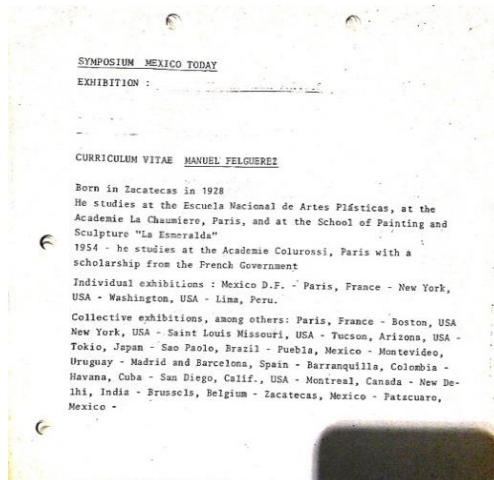 SYMPOSIUM MEXICO TODAY
EXHIBITION :
CURRICULUM VITAE MANUEL FELGUEREZ
Born in Zacatecas in 1928
He studies at the Escuela Nacional de Artes Plásticas, at the
Academie La Chaumiere, Paris, and at the School of Painting and
Sculpture "La Esmeralda"
1954 - he studies at the Academie Colurossi, Paris with a
scholarship from the French Government
Individual exhibitions : Mexico D.F. - Paris, France - New York,
USA - Washington, USA - Lima, Peru.
Collective exhibitions, among others: Paris, France - Boston, USA
New York, USA - Saint Louis Missouri, USA - Tucson, Arizona, USA -
Tokio, Japan - Sao Paolo, Brazil - Puebla, Mexico - Montevideo,
Uruguay - Madrid and Barcelona, Spain - Barranquilla, Colombia -
Havana, Cuba - San Diego, Calif., USA - Montreal, Canada - New De-
lhi, India - Brussels, Belgium - Zacatecas, Mexico - Patzcuaro,
Mexico -